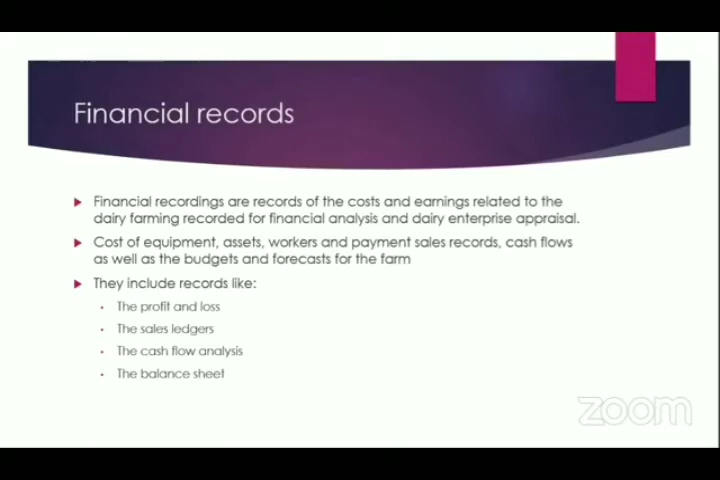 Financial records
Financial recordings are records of the costs and earnings related to the
dairy farming recorded for financial analysis and dairy enterprise appraisal.
Cost of equipment, assets, workers and payment sales records, cash flows
as well as the budgets and forecasts for the farm
They include records like:
The profit and loss
The sales ledgers
The cash flow analysis
The balance sheet
zoom